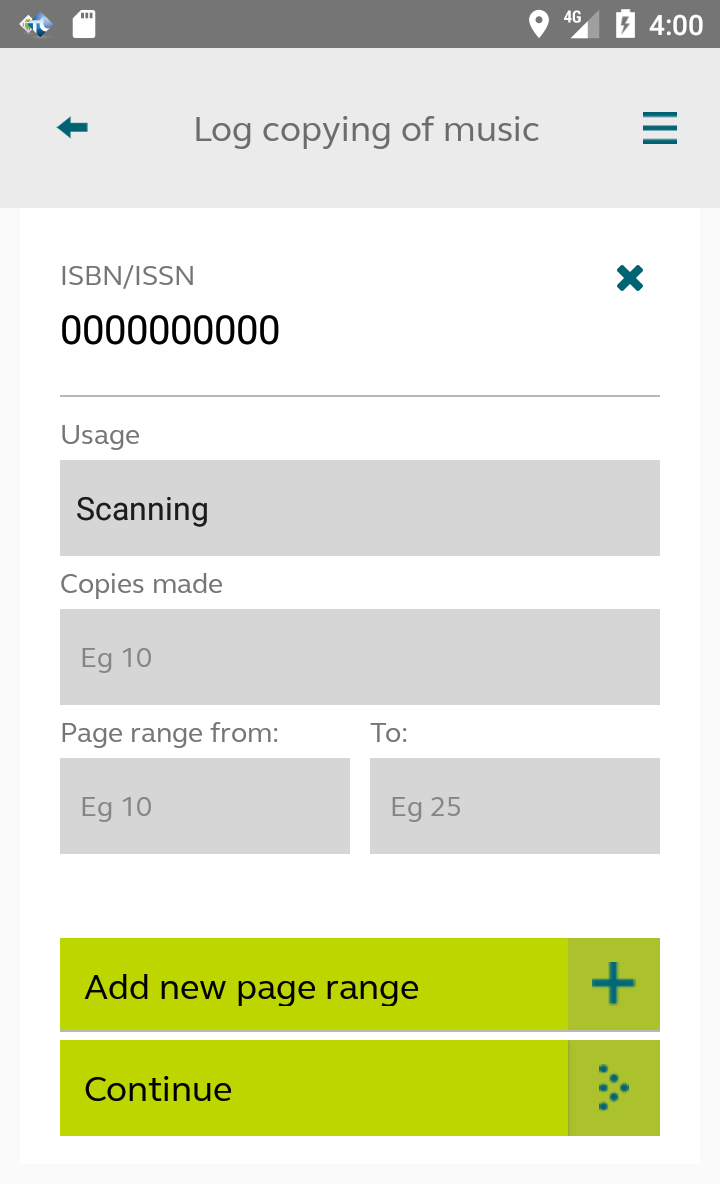 4G 4:00
Log copying of music
ISBN/ISSN
0000000000
Usage
Scanning
Copies made
Eg 10
Page range from: To:
Eg 10 Eg 25
Add new page range
Continue